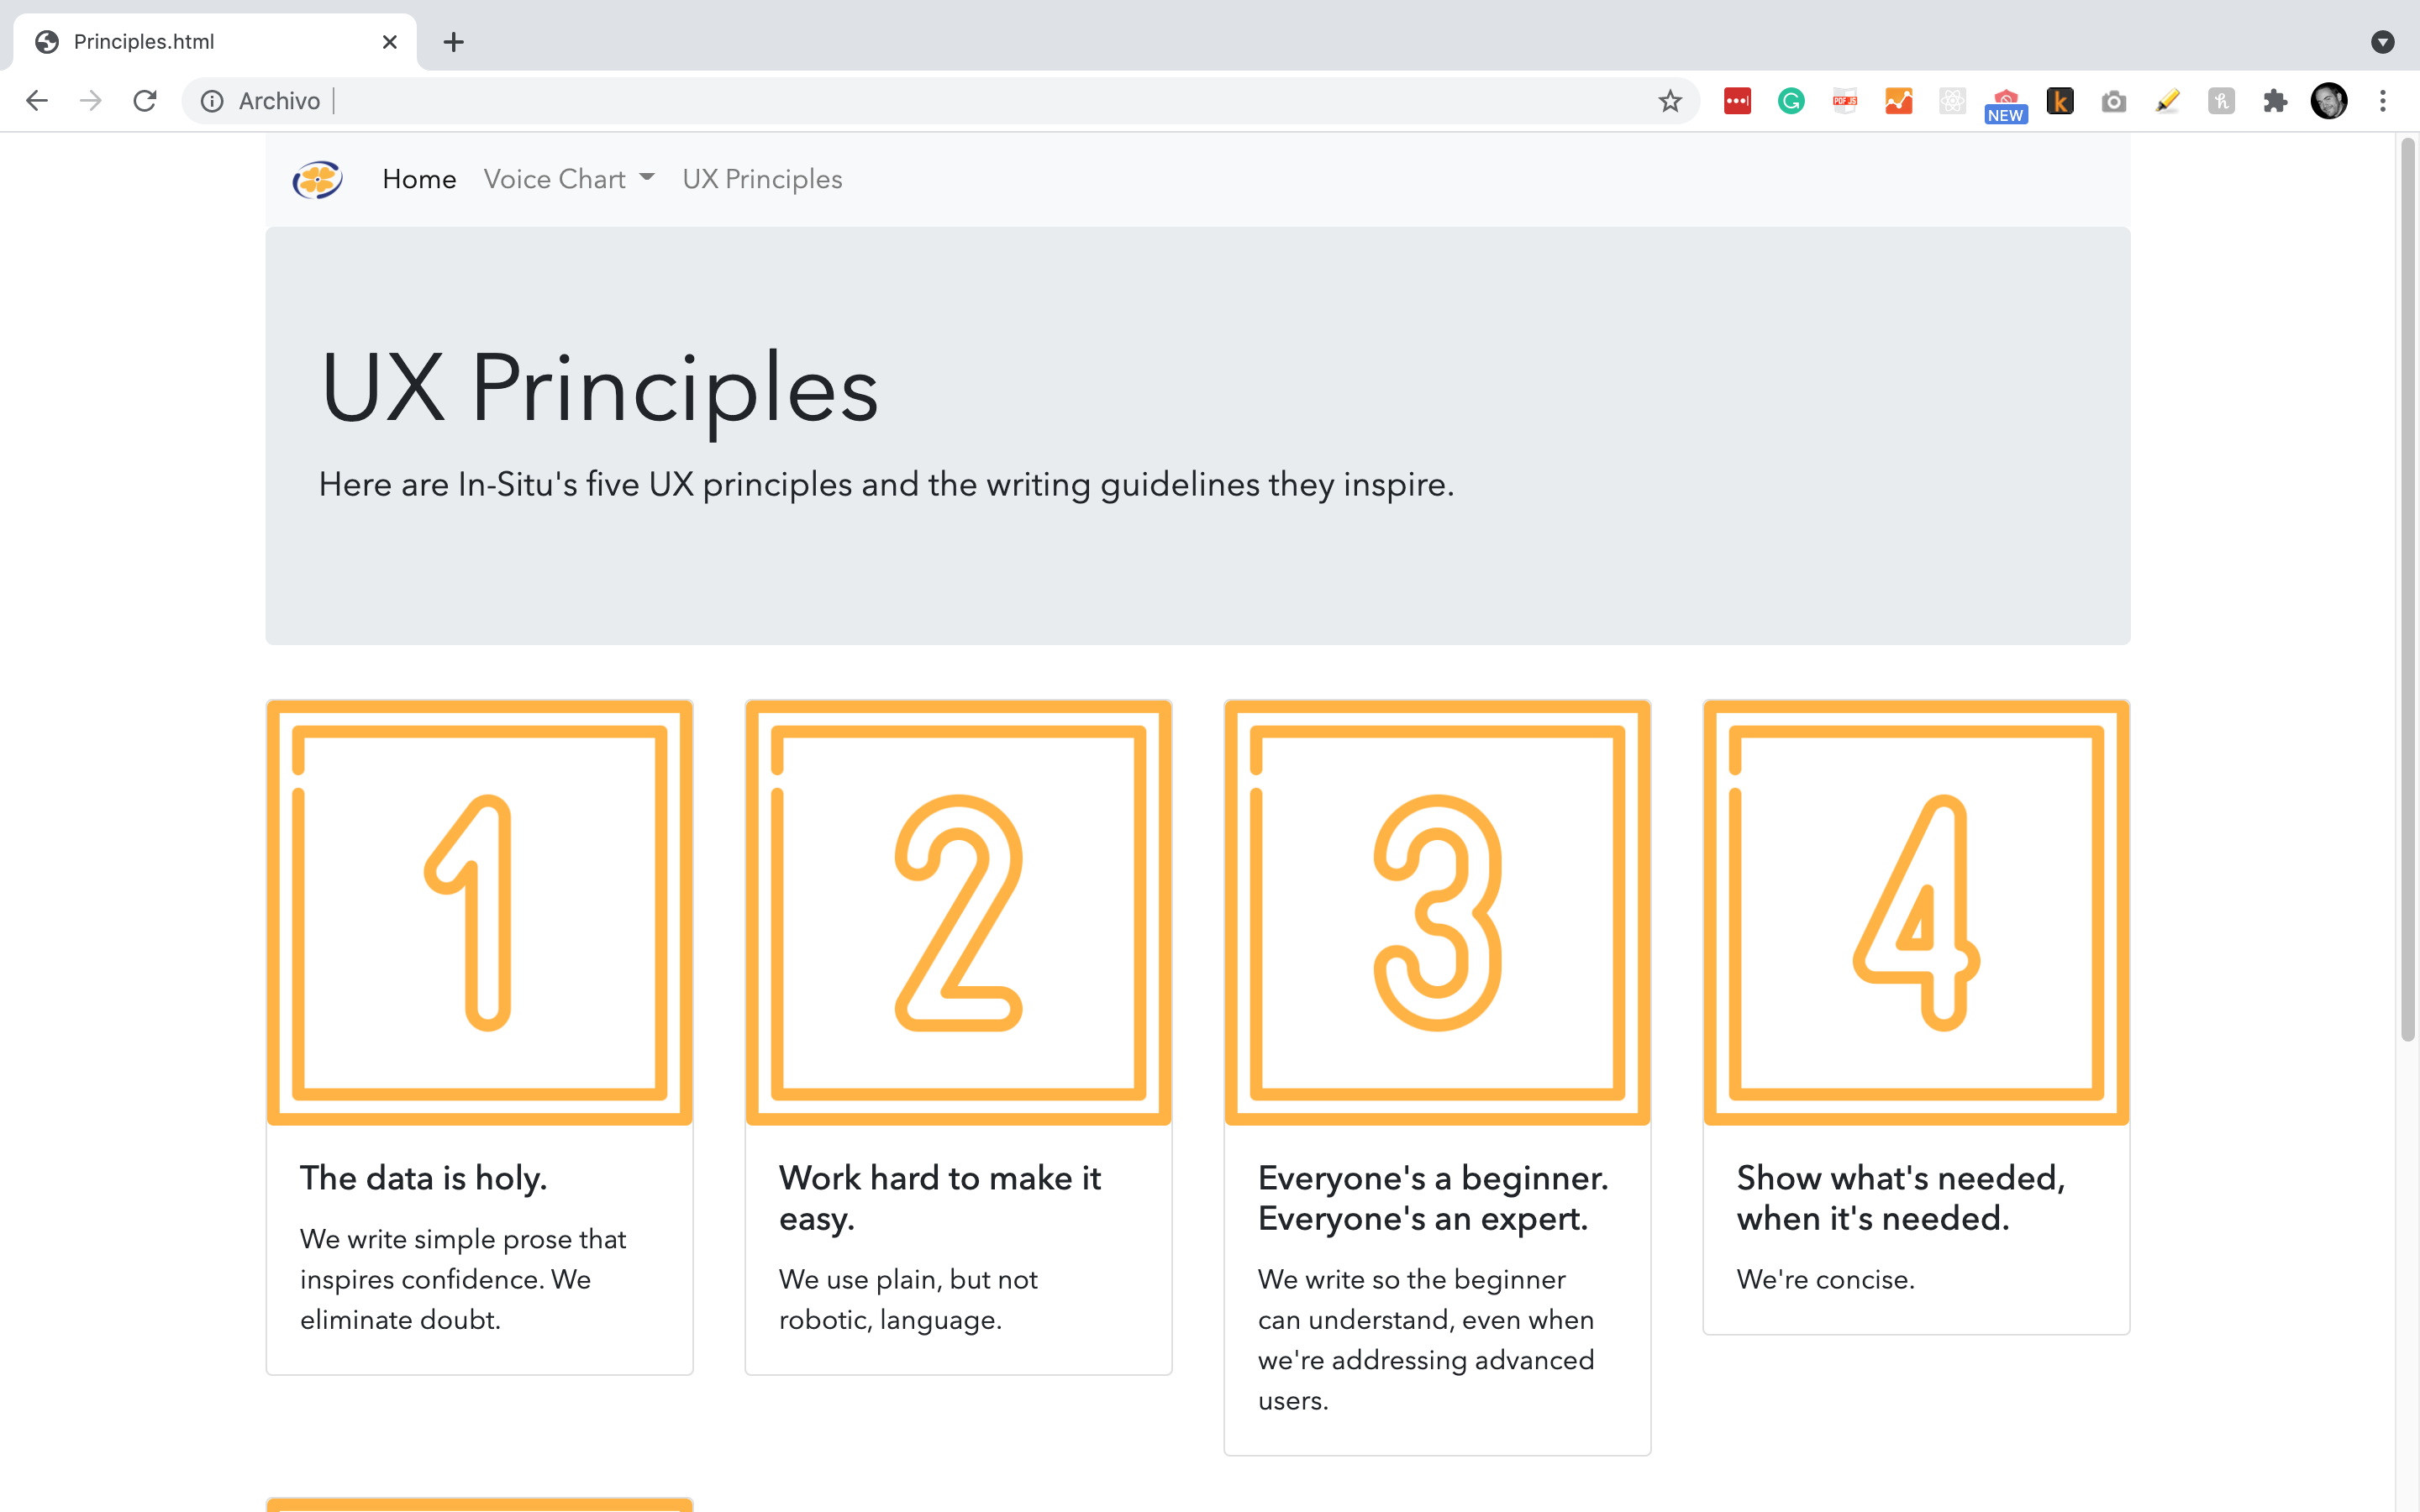 Principles.html
Archivo
PDF JS
NEW
k
h
Home Voice Chart UX Principles
UX Principles
Here are In-Situ's five UX principles and the writing guidelines they inspire.
1 2 3 4
The data is holy.
We write simple prose that
inspires confidence. We
eliminate doubt.
Work hard to make it
easy.
We use plain, but not
robotic, language.
Everyone's a beginner.
Everyone's an expert.
We write so the beginner
can understand, even when
we're addressing advanced
users.
Show what's needed,
when it's needed.
We're concise.